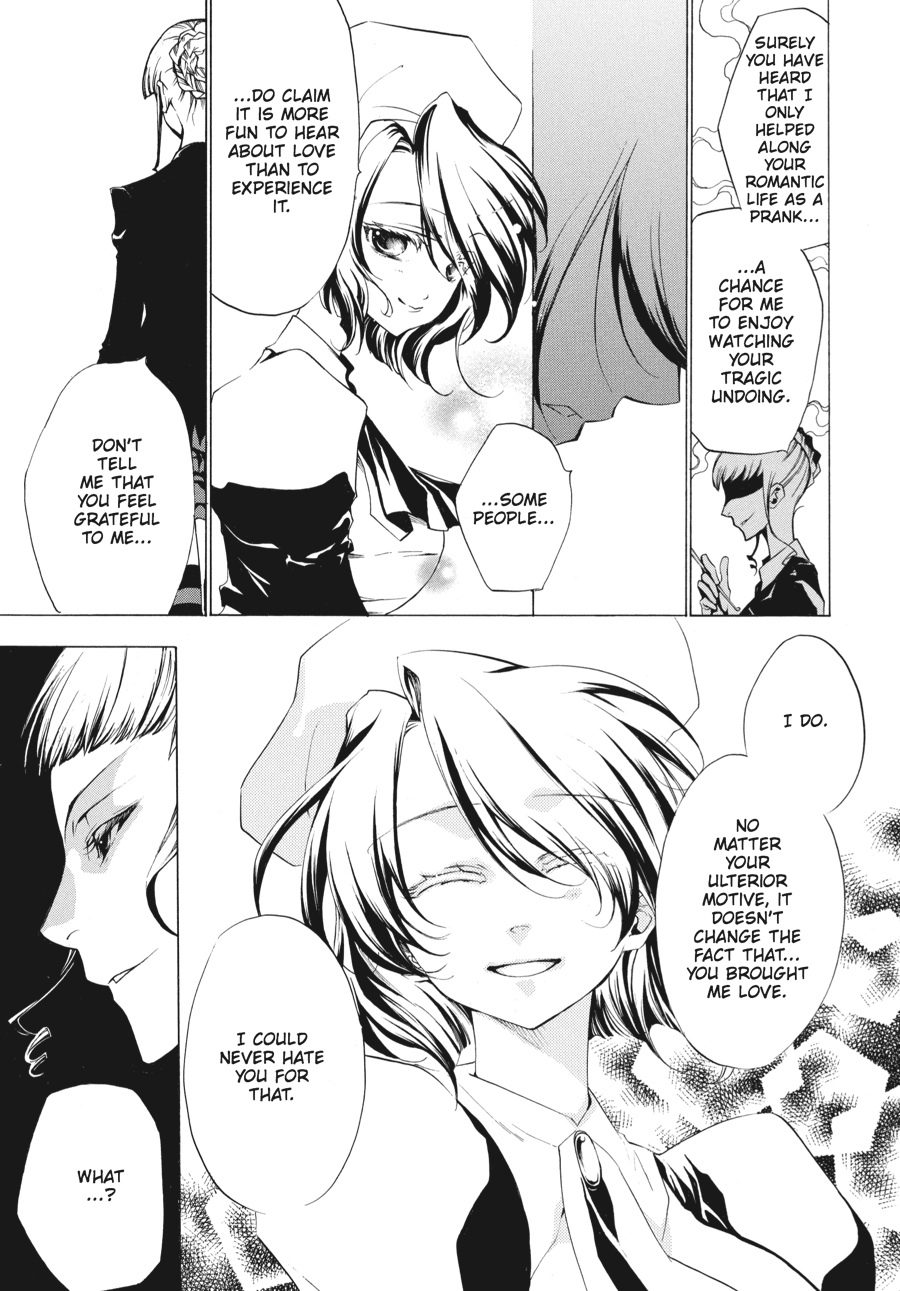 SURELY
YOU HAVE
HEARD
THAT I
ONLY
HELPED
ALONG
YOUR
ROMANTIC
LIFE AS A
PRANK...
...A
CHANCE
FOR ME
TO ENJOY
WATCHING
YOUR
TRAGIC
UNDOING.
...SOME
PEOPLE...
...DO CLAIM
IT IS MORE
FUN TO HEAR
ABOUT LOVE
THAN TO
EXPERIENCE
IT.
DON'T
TELL
ME THAT
YOU FEEL
GRATEFUL
TO ME...
I DO.
NO
MATTER
YOUR
ULTERIOR
MOTIVE, IT
DOESN'T
CHANGE THE
FACT THAT...
YOU BROUGHT
ME LOVE.
I COULD
NEVER HATE
YOU FOR
THAT.
WHAT
...?